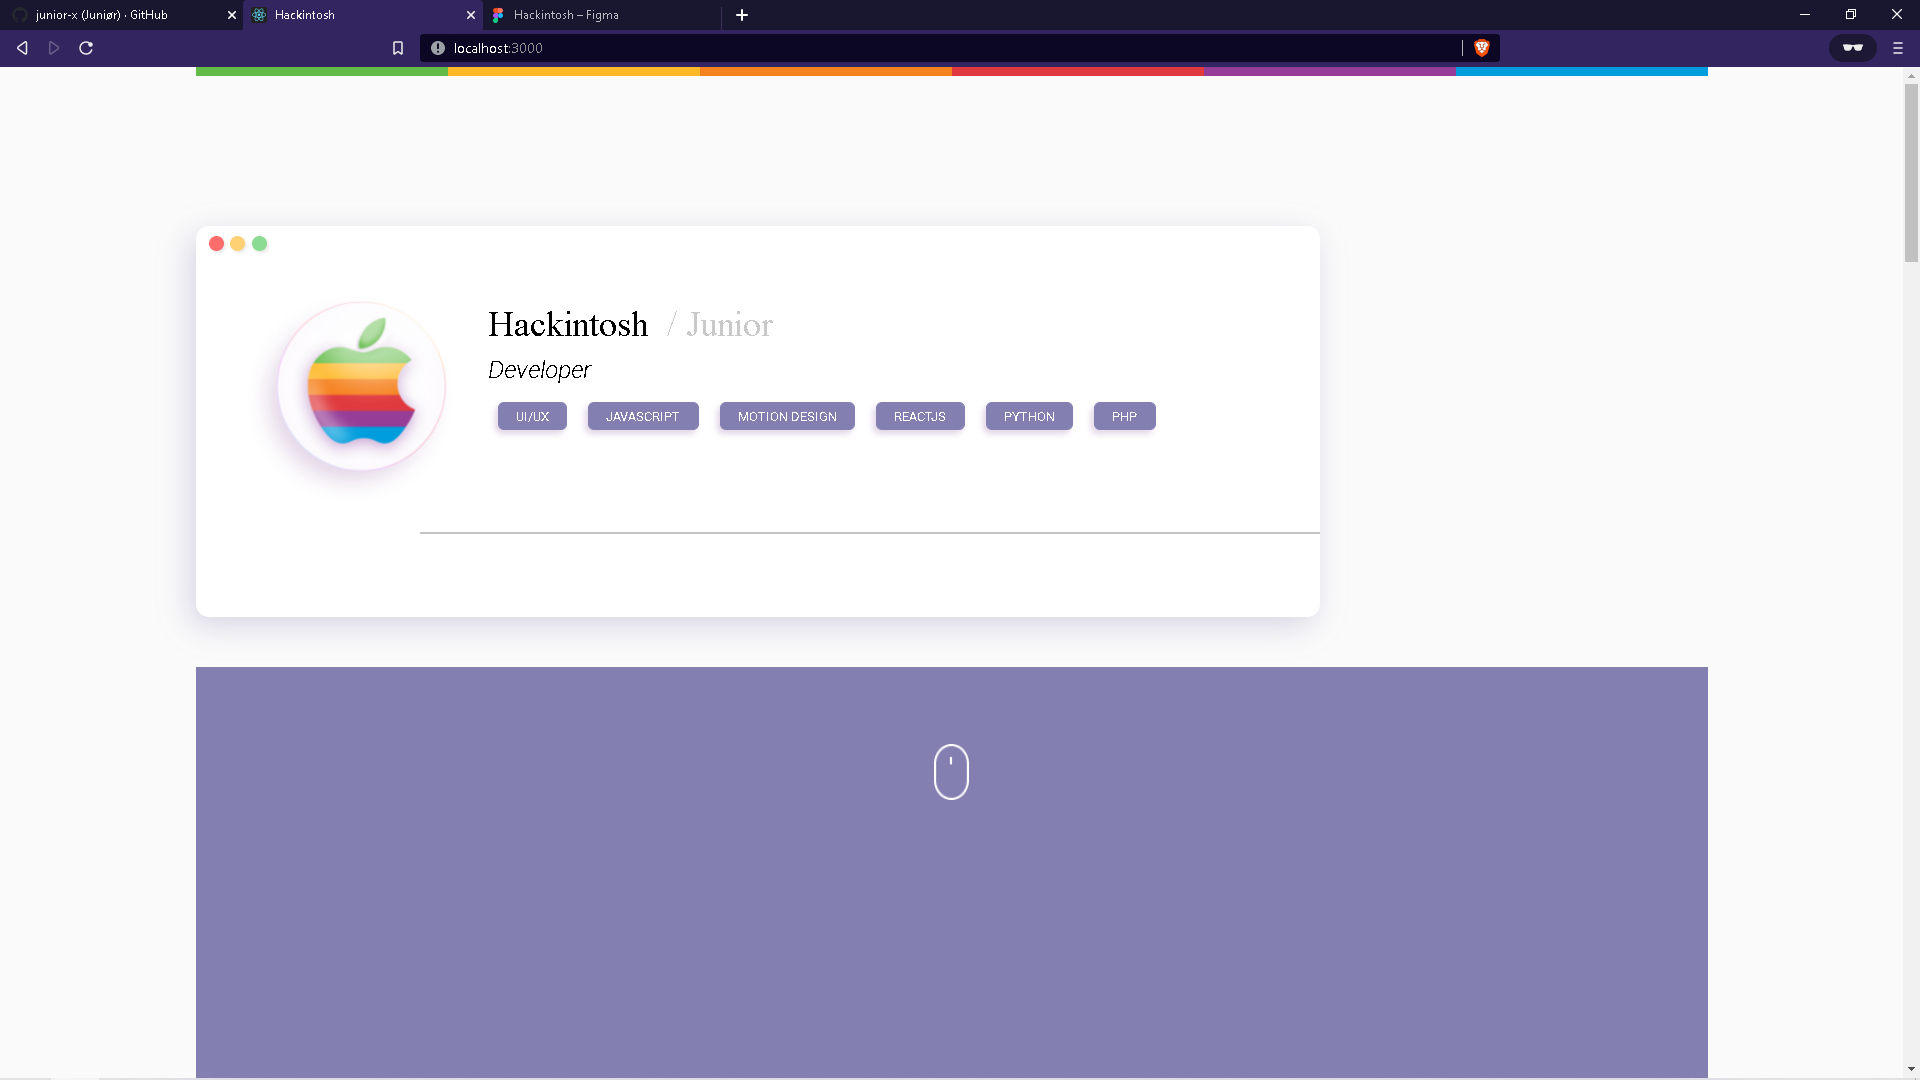 junior-x (Juniør) · GitHub
Hackintosh
Hackintosh – Figma
localhost:3000
Hackintosh / Junior
Developer
UI/UX JAVASCRIPT MOTION DESIGN REACTJS PYTHON PHP